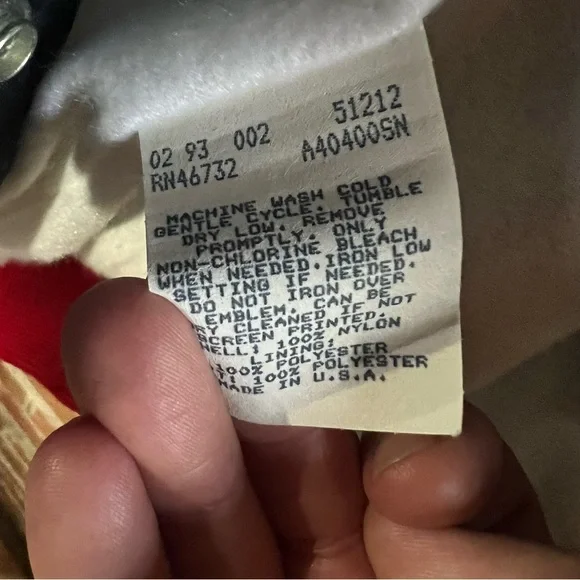 51212
02 93 002 A40400SN
RN46732
MACHINE WASH COLD
GENTLE CYCLE. TUMBLE
DRY LOW. REMOVE
PROMPTLY. ONLY
NON-CHLORINE BLEACH
WHEN NEEDED.IRON LOW
SETTING IF NEEDED.
DO NOT IRON OVER
EMBLEM. CAN BE
RY CLEANED IF NOT
SCREEN PRINTED.
HELL: 100% NYLON
LINING:
100% POLYESTER
: 100% POLYESTER
MADE IN U.S.A.